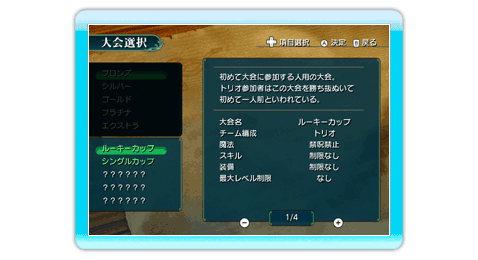 大会選択
項目選択 A 決定 B 戻る
ブロンズ
シルバー
ゴールド
プラチナ
エクストラ
ルーキーカップ
シングルカップ
??????
??????
??????
初めて大会に参加する人用の大会。
トリオ参加者はこの大会を勝ち抜いて
初めて一人前といわれている。
大会名 ルーキーカップ
チーム構成 トリオ
魔法 禁呪禁止
スキル 制限なし
装備 制限なし
最大レベル制限 なし
1/4